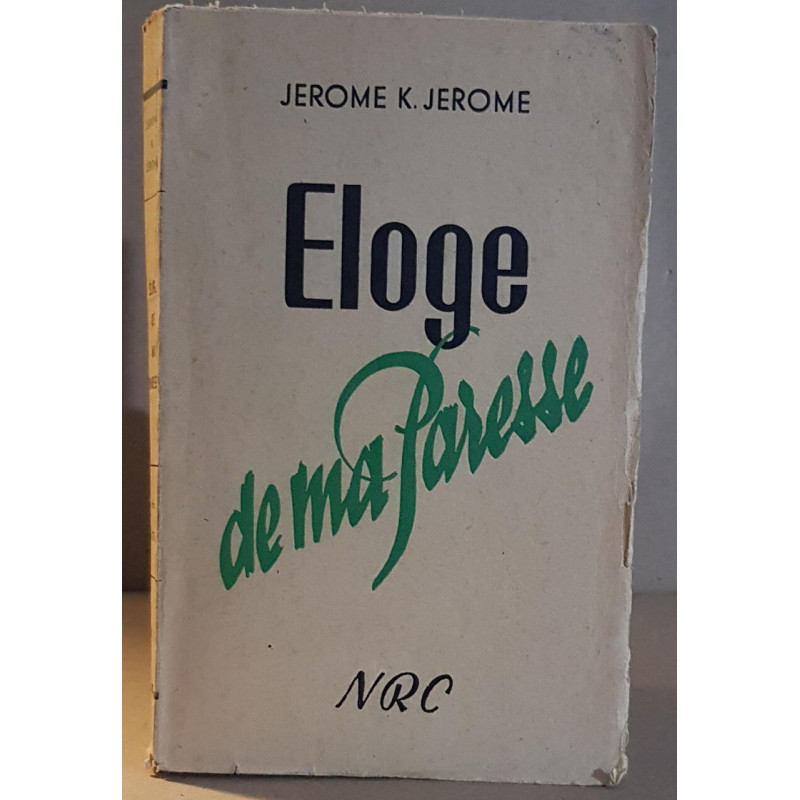 JEROME K. JEROME
Eloge
de ma Paresse
NRC